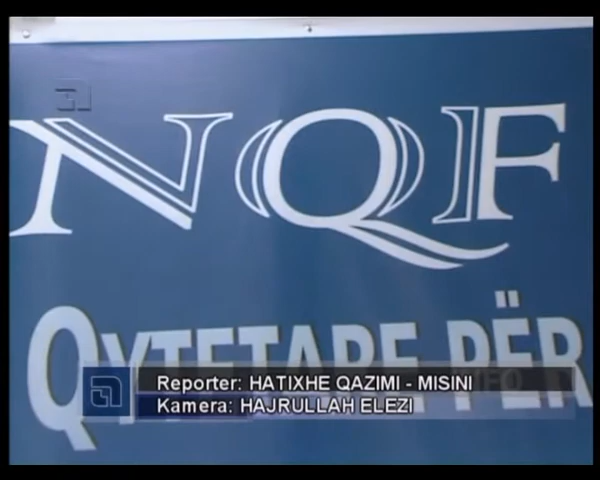 NQF
QYTETARE PËR
Reporter: HATIXHE QAZIMI - MISINI
Kamera: HAJRULLAH ELEZI